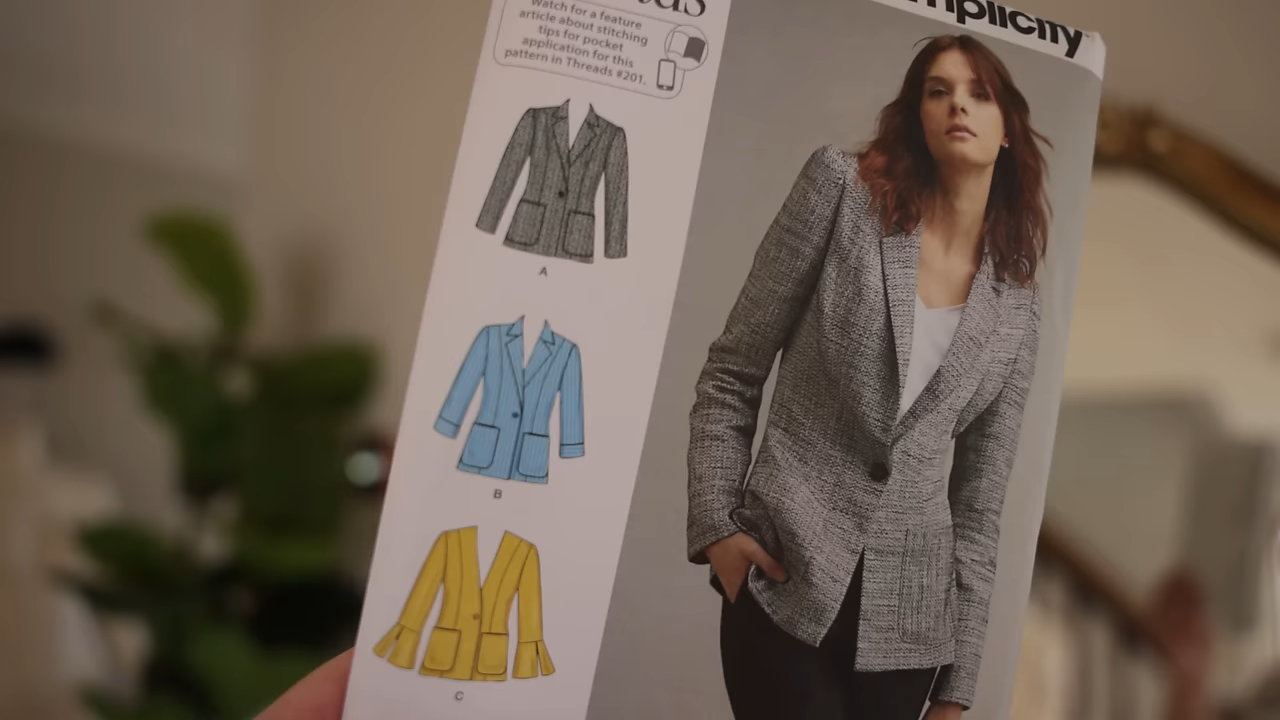 Watch for a feature
article about stitching
tips for pocket
application for this
pattern in Threads #201.
A
B
C